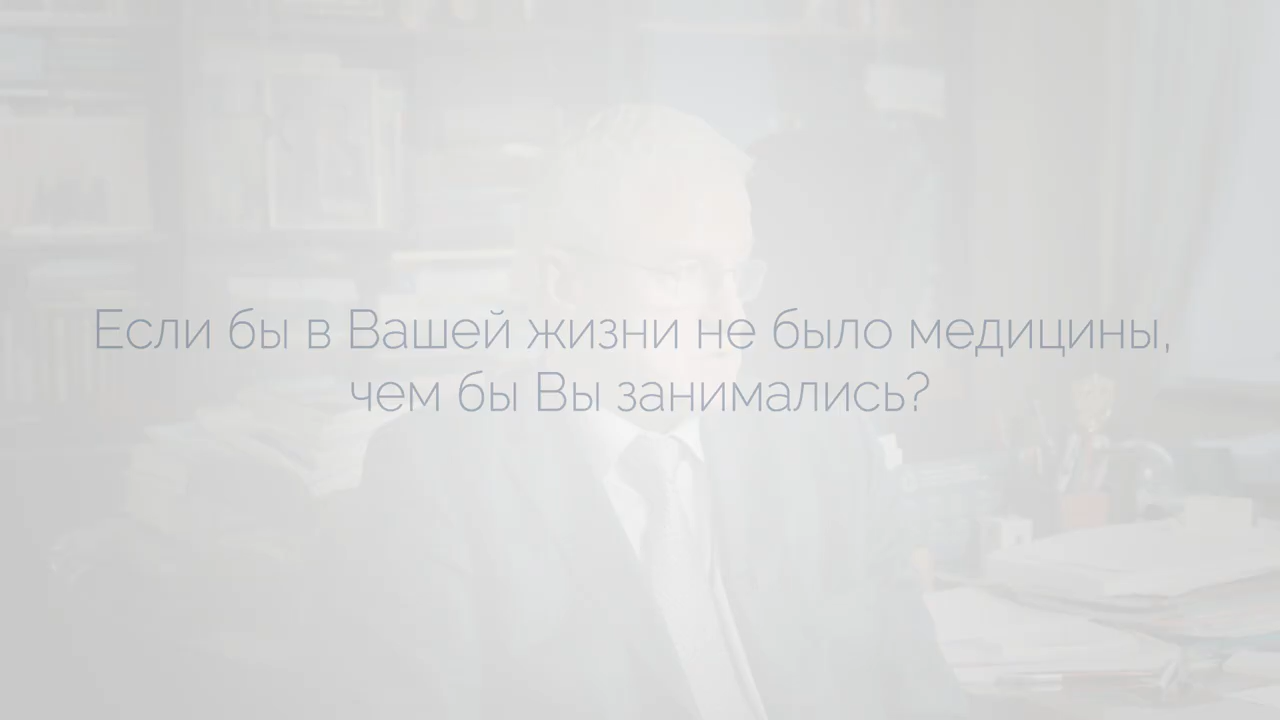 Если бы в Вашей жизни не было медицины,
чем бы Вы занимались?